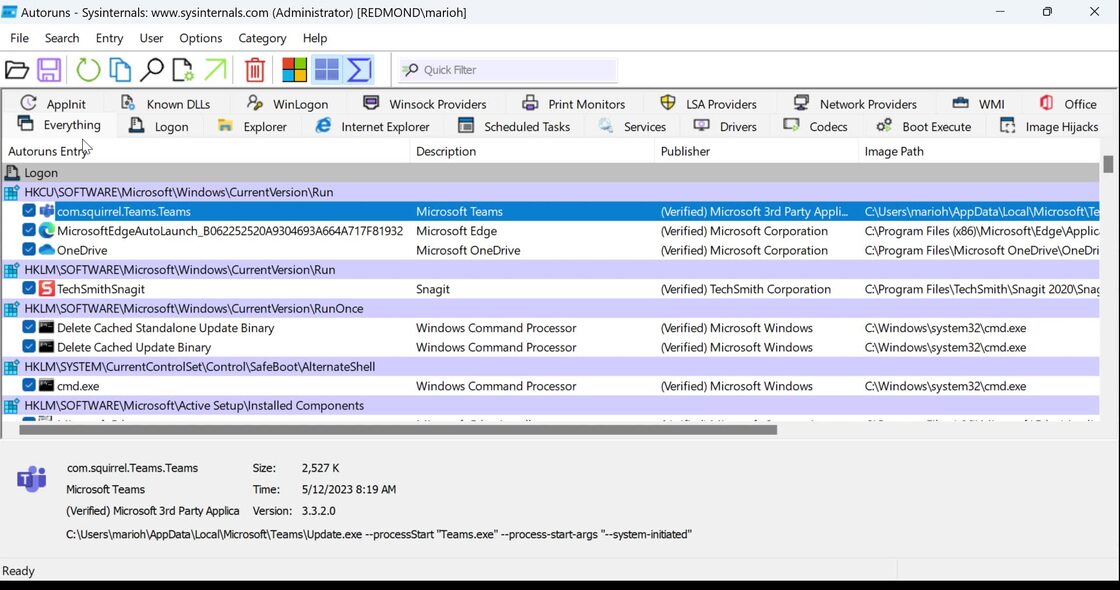 Autoruns - Sysinternals: www.sysinternals.com (Administrator) [REDMOND\marioh]
File Search Entry User Options Category Help
Quick Filter
AppInit Known DLLs WinLogon Winsock Providers Print Monitors LSA Providers Network Providers WMI Office
Everything Logon Explorer Internet Explorer Scheduled Tasks Services Drivers Codecs Boot Execute Image Hijacks
Autoruns Entry Description Publisher Image Path
Logon
HKCU\SOFTWARE\Microsoft\Windows\CurrentVersion\Run
com.squirrel.Teams.Teams Microsoft Teams (Verified) Microsoft 3rd Party Appli... C:\Users\marioh\AppData\Local\Microsoft\Te
MicrosoftEdgeAutoLaunch_B062252520A9304693A664A717F81932 Microsoft Edge (Verified) Microsoft Corporation C:\Program Files (x86)\Microsoft\Edge\Applic
OneDrive Microsoft OneDrive (Verified) Microsoft Corporation C:\Program Files\Microsoft OneDrive\OneDri
HKLM\SOFTWARE\Microsoft\Windows\CurrentVersion\Run
TechSmithSnagit Snagit (Verified) TechSmith Corporation C:\Program Files\TechSmith\Snagit 2020\Snag
HKLM\SOFTWARE\Microsoft\Windows\CurrentVersion\RunOnce
Delete Cached Standalone Update Binary Windows Command Processor (Verified) Microsoft Windows C:\Windows\system32\cmd.exe
Delete Cached Update Binary Windows Command Processor (Verified) Microsoft Windows C:\Windows\system32\cmd.exe
HKLM\SYSTEM\CurrentControlSet\Control\SafeBoot\AlternateShell
cmd.exe Windows Command Processor (Verified) Microsoft Windows C:\Windows\system32\cmd.exe
HKLM\SOFTWARE\Microsoft\Active Setup\Installed Components
com.squirrel.Teams.Teams Size: 2,527 K
Microsoft Teams Time: 5/12/2023 8:19 AM
(Verified) Microsoft 3rd Party Applica Version: 3.3.2.0
C:\Users\marioh\AppData\Local\Microsoft\Teams\Update.exe --processStart "Teams.exe" --process-start-args "--system-initiated"
Ready